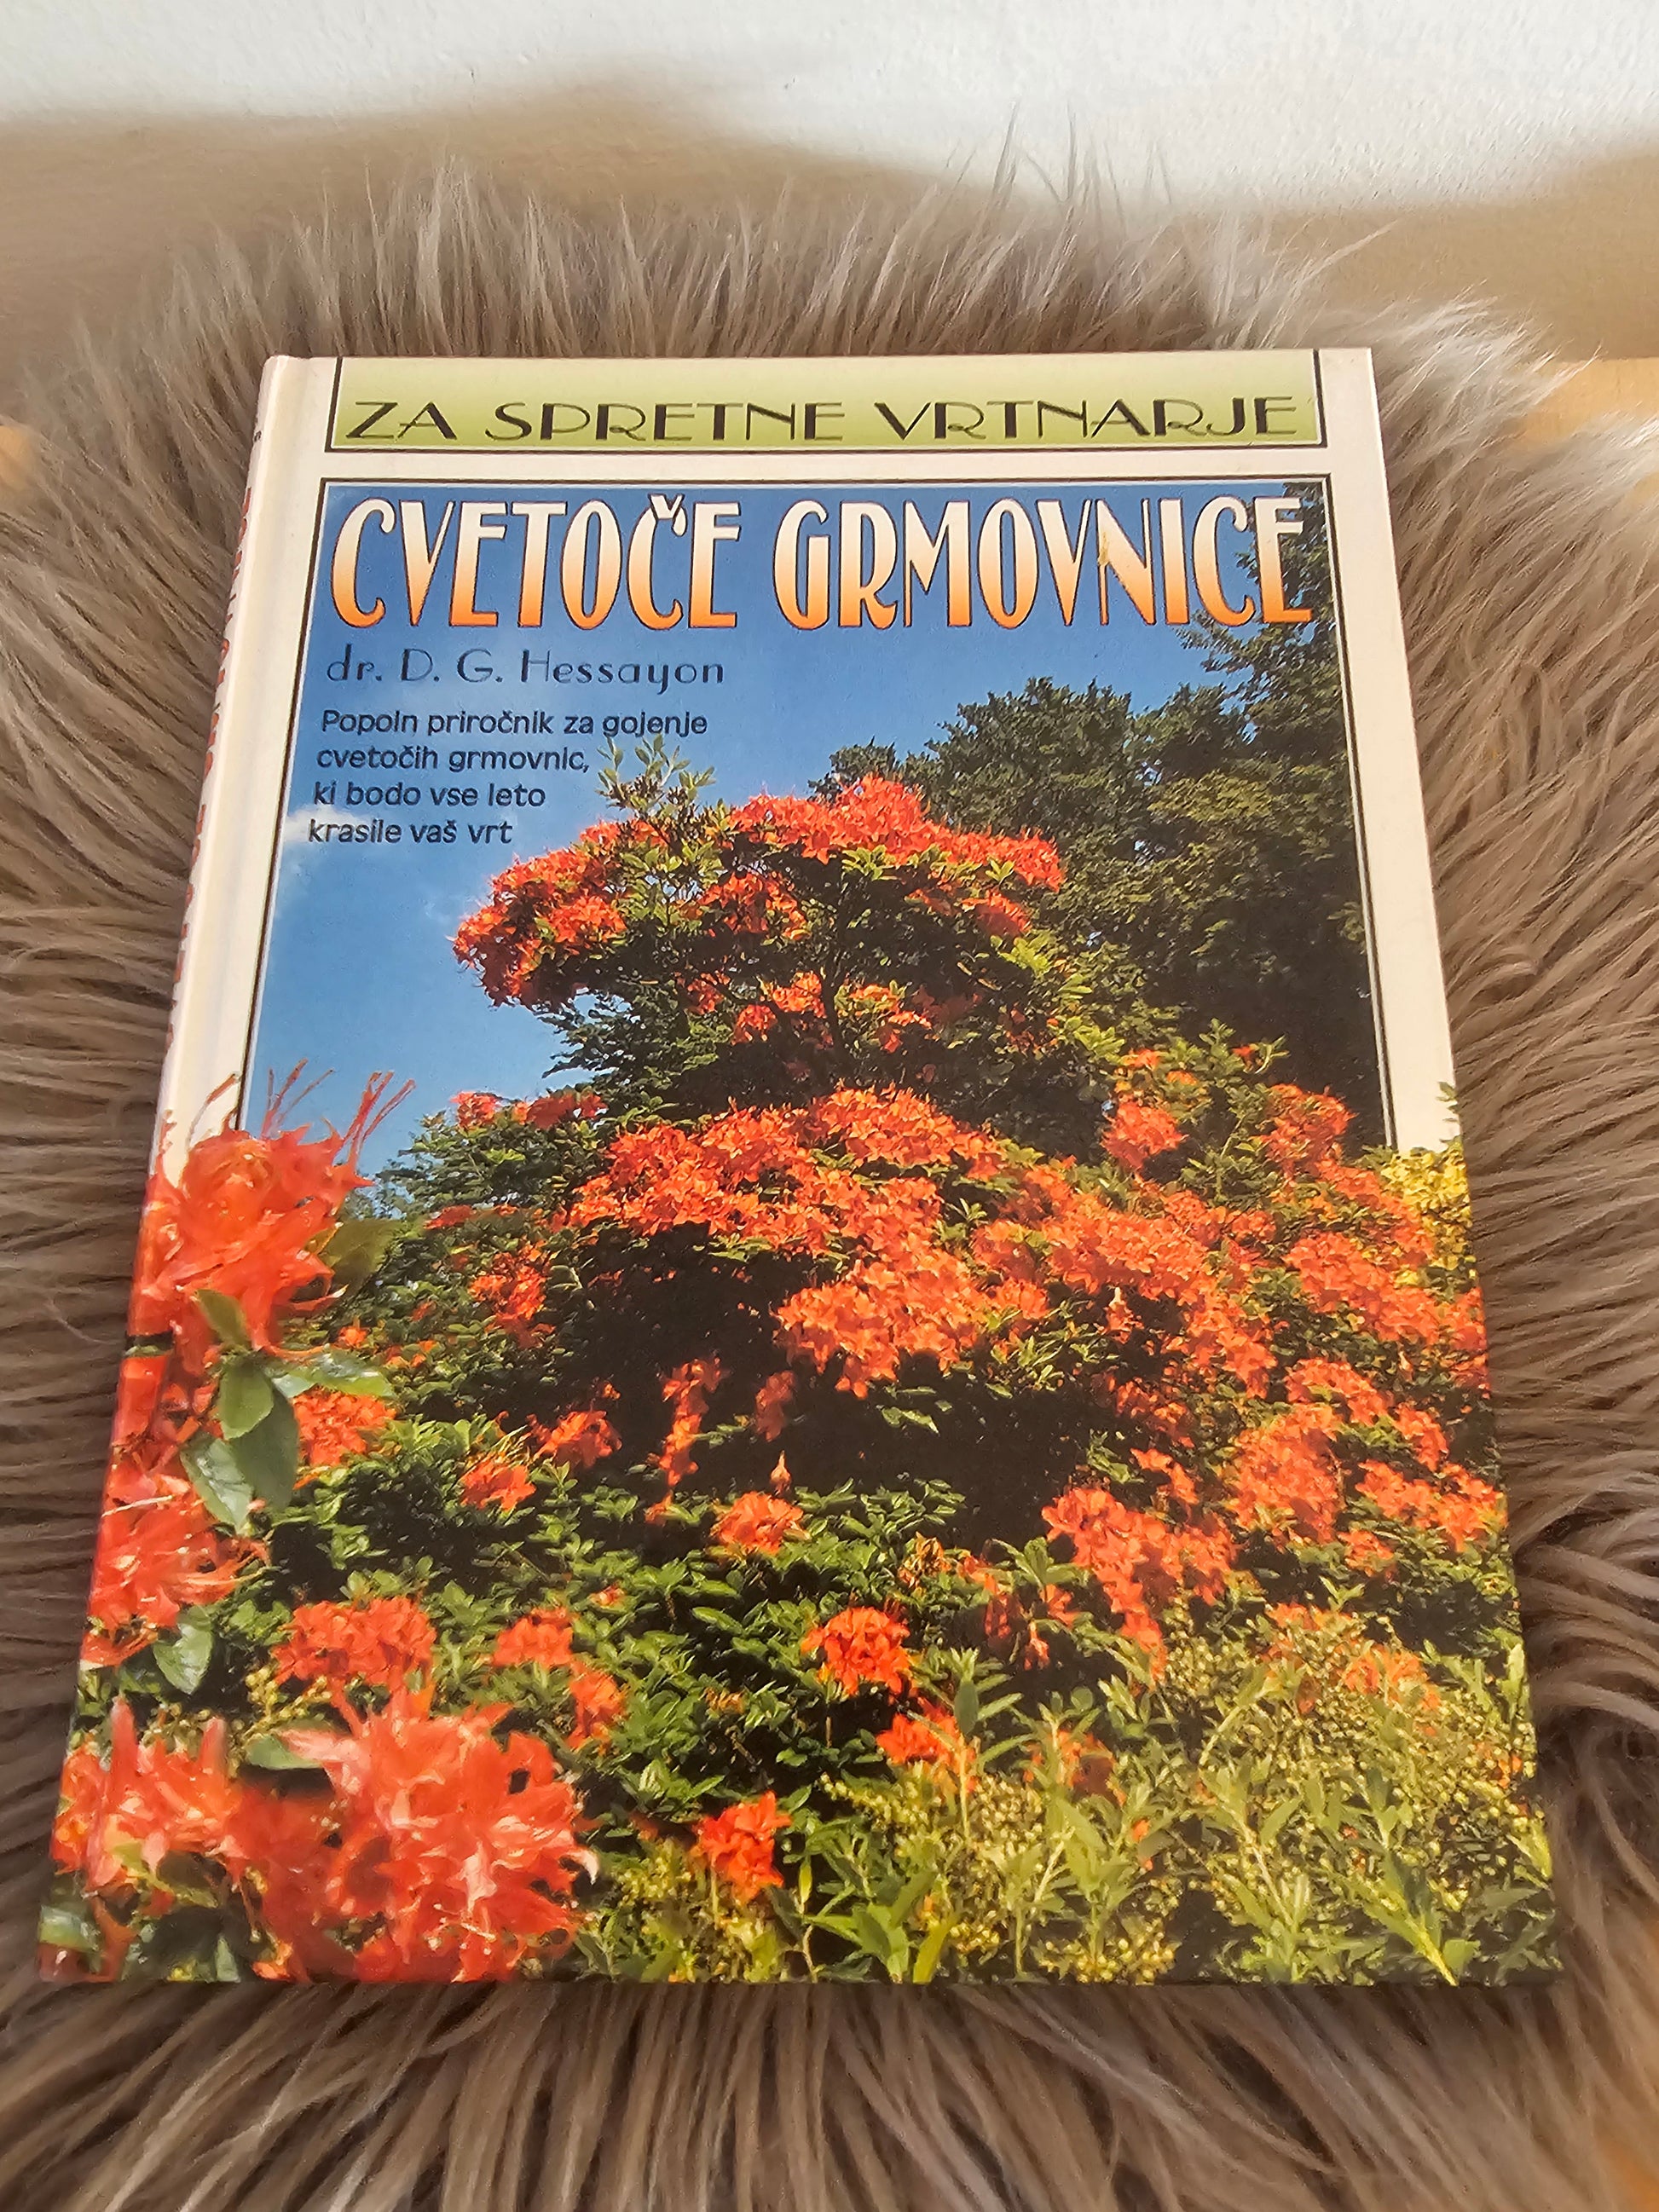 ZA SPRETNE VRTNARJE
CVETOČE GRMOVNICE
dr. D. G. Hessayon
Popoln priročnik za gojenje
cvetočih grmovnic,
ki bodo vse leto
krasile vaš vrt